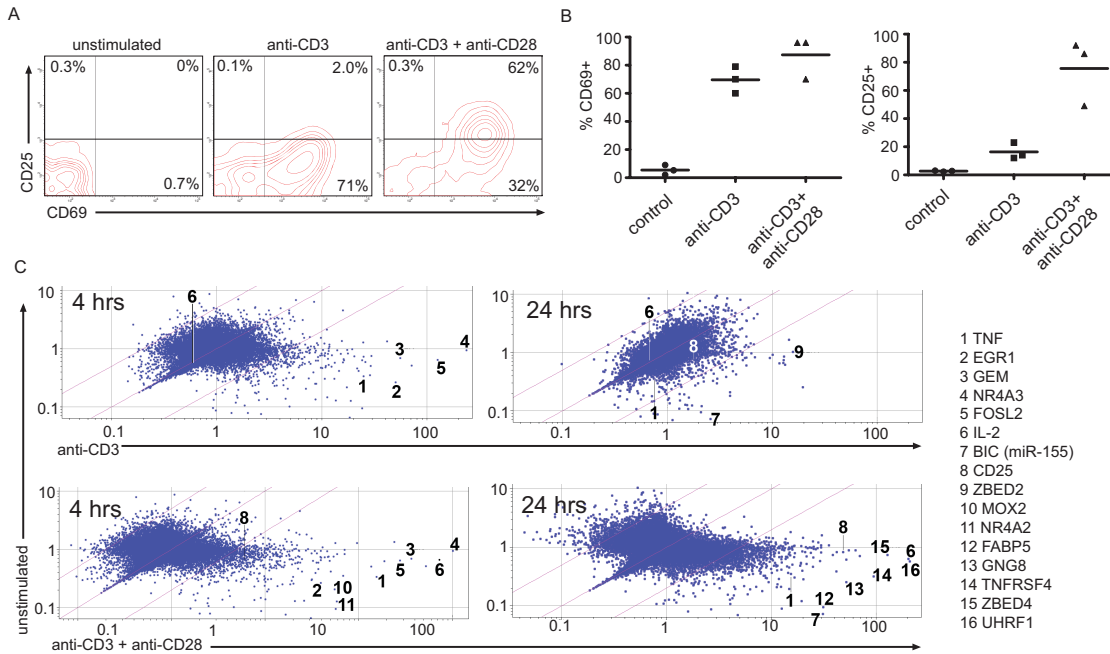 A
unstimulated
anti-CD3
anti-CD3 + anti-CD28
0.3%
0%
0.7%
0.1%
2.0%
71%
0.3%
62%
32%
CD25
CD69
B
% CD69+
100
80
60
40
20
0
control
anti-CD3
anti-CD3+
anti-CD28
% CD25+
100
80
60
40
20
0
control
anti-CD3
anti-CD3+
anti-CD28
C
unstimulated
4 hrs
10
1
0.1
0.1
1
10
100
6
3
4
5
1
2
anti-CD3
24 hrs
10
1
0.1
0.1
1
10
100
6
8
9
1
7
4 hrs
10
1
0.1
0.1
1
10
100
8
3
4
5
6
2
10
1
11
anti-CD3 + anti-CD28
24 hrs
10
1
0.1
0.1
1
10
100
8
15
6
16
14
13
1
12
7
1 TNF
2 EGR1
3 GEM
4 NR4A3
5 FOSL2
6 IL-2
7 BIC (miR-155)
8 CD25
9 ZBED2
10 MOX2
11 NR4A2
12 FABP5
13 GNG8
14 TNFRSF4
15 ZBED4
16 UHRF1